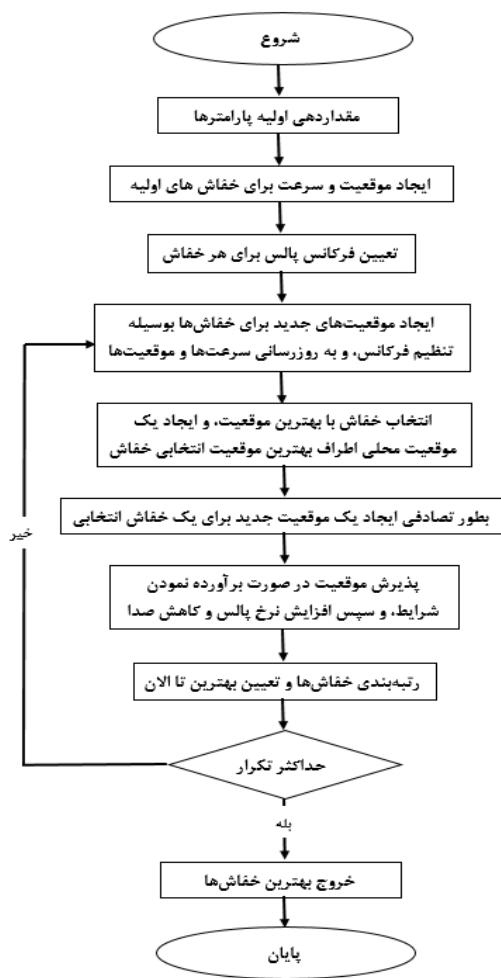 شروع
مقداردهی اولیه پارامترها
ایجاد موقعیت و سرعت برای خفاش های اولیه
تعیین فرکانس پالس برای هر خفاش
ایجاد موقعیت‌های جدید برای خفاش‌ها بوسیله
تنظیم فرکانس، و به روزرسانی سرعت‌ها و موقعیت‌ها
انتخاب خفاش با بهترین موقعیت، و ایجاد یک
موقعیت محلی اطراف بهترین موقعیت انتخابی خفاش
بطور تصادفی ایجاد یک موقعیت جدید برای یک خفاش انتخابی
خیر
پذیرش موقعیت در صورت برآورده نمودن
شرایط، و سپس افزایش نرخ پالس و کاهش صدا
رتبه‌بندی خفاش‌ها و تعیین بهترین تا الان
حداکثر تکرار
بله
خروج بهترین خفاش‌ها
پایان